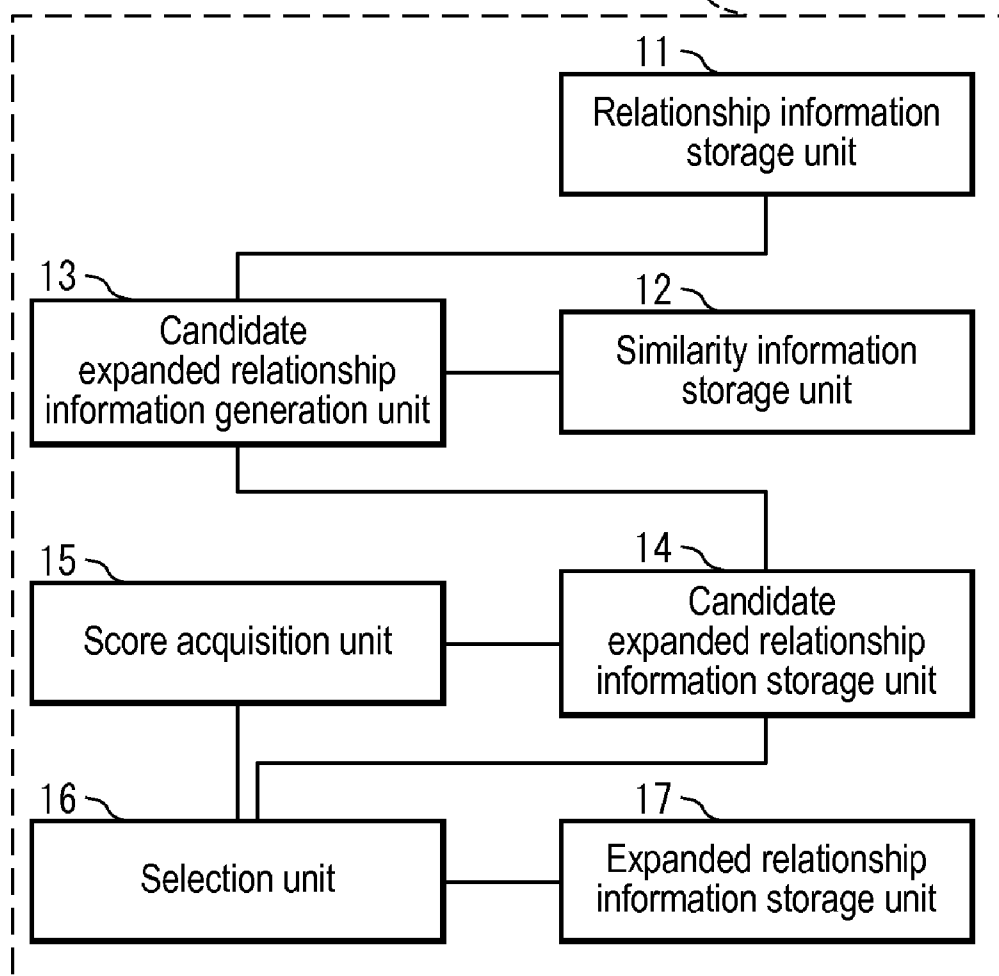 11
Relationship information
storage unit
13
Candidate
expanded relationship
information generation unit
12
Similarity information
storage unit
15
Score acquisition unit
14
Candidate
expanded relationship
information storage unit
16
Selection unit
17
Expanded relationship
information storage unit